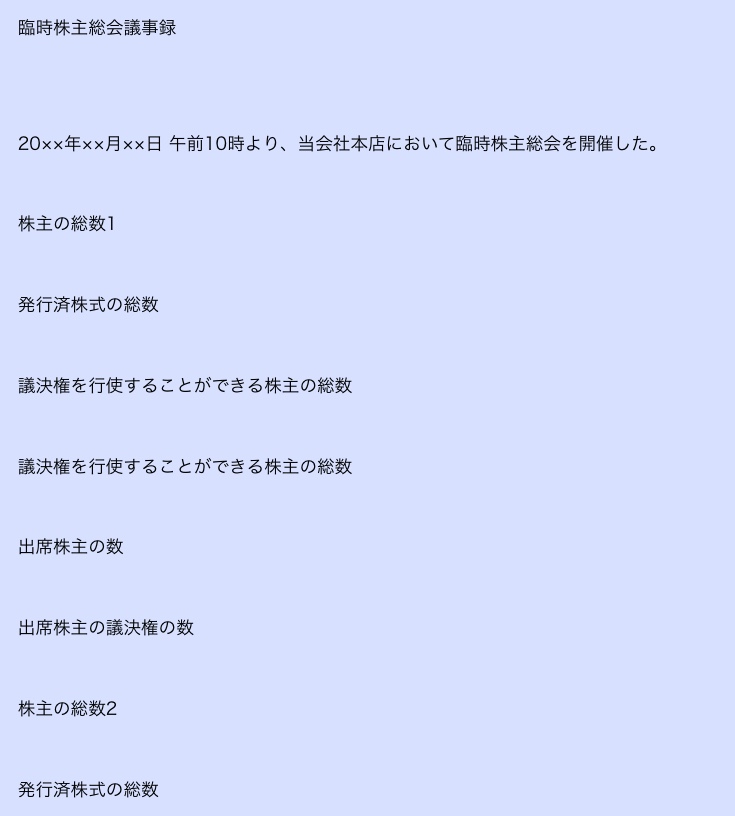 臨時株主総会議事録
20××年××月××日 午前10時より、当会社本店において臨時株主総会を開催した。
株主の総数1
発行済株式の総数
議決権を行使することができる株主の総数
議決権を行使することができる株主の総数
出席株主の数
出席株主の議決権の数
株主の総数2
発行済株式の総数